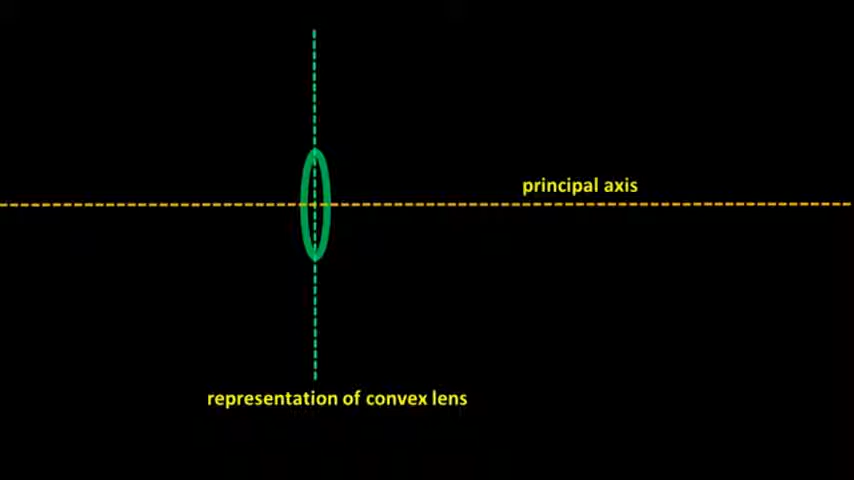 principal axis
representation of convex lens